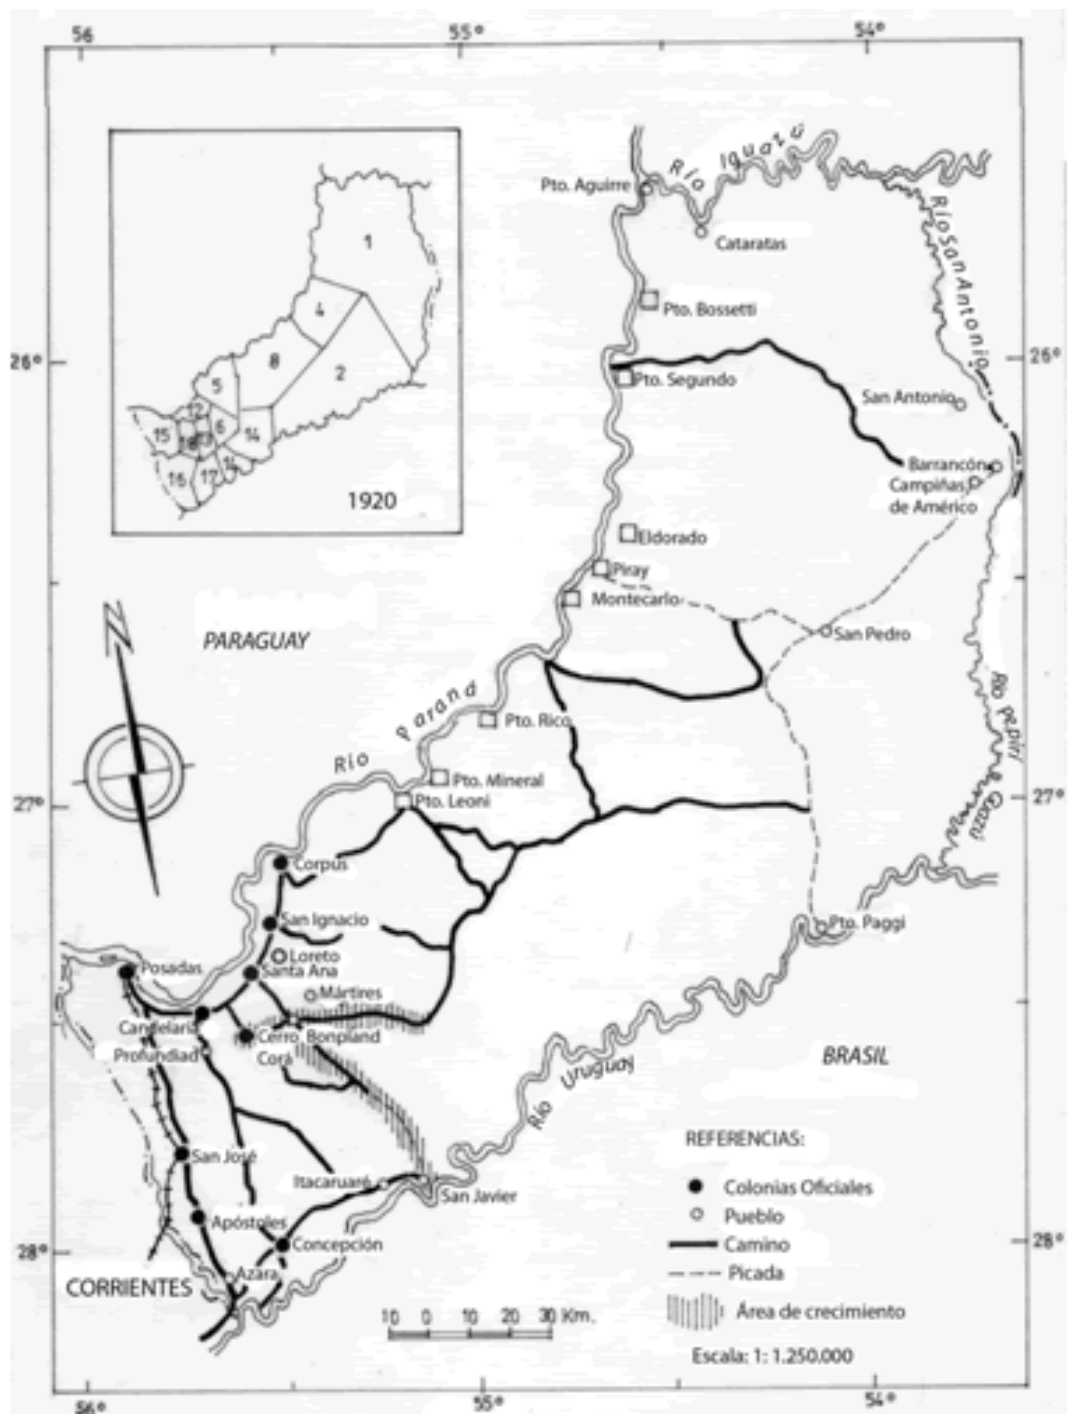 56
55°
54°
Río Iguazú
Pto. Aguirre
Cataratas
Río San Antonio
1
Pto. Bossetti
4
26°
26°
8
2
Pto. Segundo
5
San Antonio
12
6
15
14
Barrancón
16
17
14
Campiñas
de Américo
1920
Eldorado
Piray
Montecarlo
PARAGUAY
San Pedro
N
Río Paraná
Pto. Rico
Río Pepirí
Guazú
Pto. Mineral
27°
Pto. Leoni
27°
Corpus
San Ignacio
Pto. Paggi
Loreto
Posadas
Santa Ana
Mártires
Candelaria
Cerro Bonpland
Corá
Profundiad
BRASIL
Río Uruguay
REFERENCIAS:
San José
Itacaruaré
San Javier
Colonias Oficiales
Apóstoles
Pueblo
Concepción
Camino
28°
28°
Azara
Picada
CORRIENTES
Área de crecimiento
10 0 10 20 30 Km.
Escala: 1: 1.250.000
56°
55°
54°